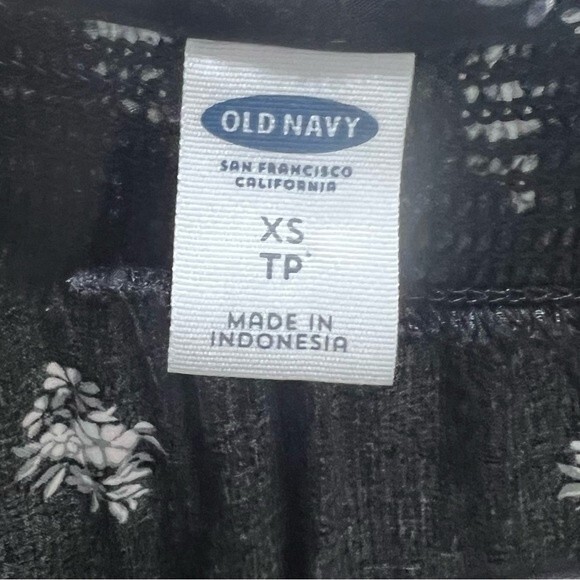 OLD NAVY
SAN FRANCISCO
CALIFORNIA
XS
TP
MADE IN
INDONESIA